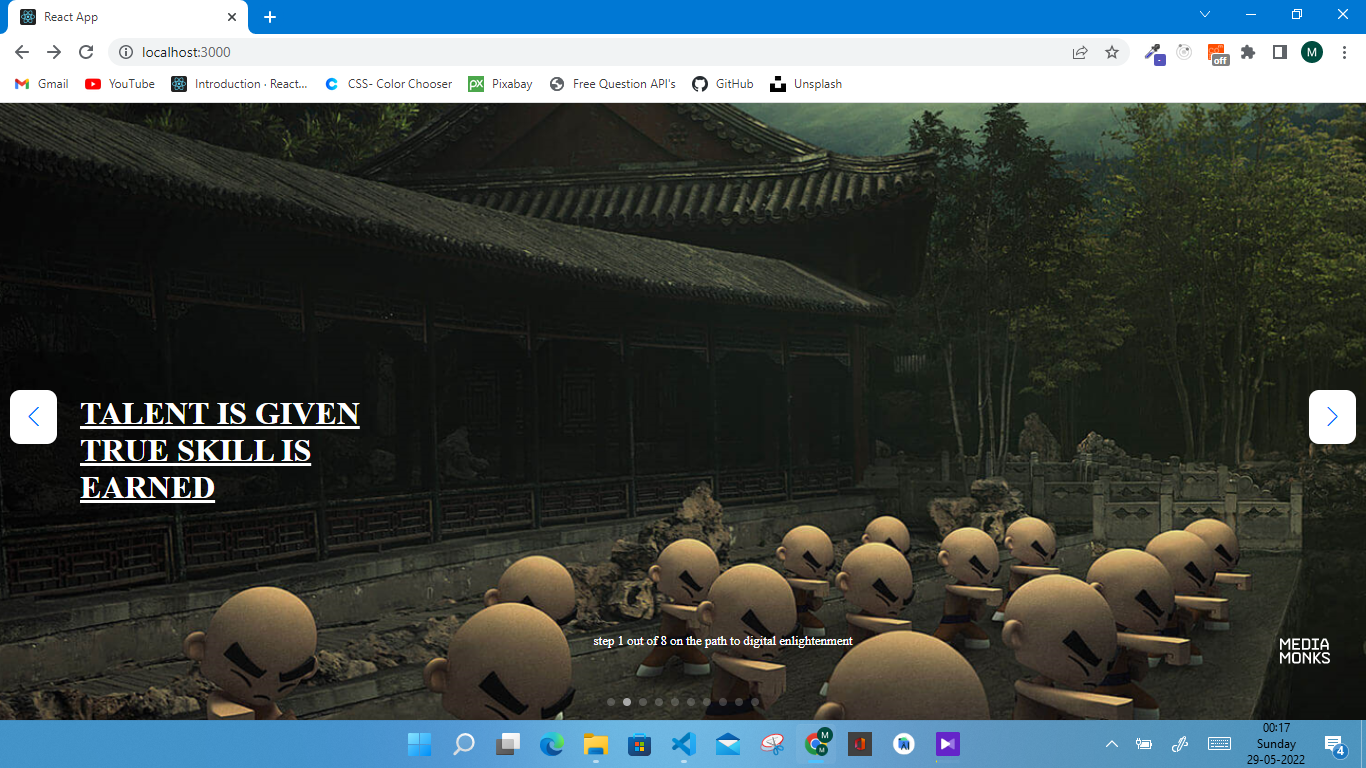 React App
localhost:3000
M
off
Gmail
YouTube
Introduction · React...
CSS- Color Chooser
px
Pixabay
Free Question API's
GitHub
Unsplash
TALENT IS GIVEN
TRUE SKILL IS
EARNED
step 1 out of 8 on the path to digital enlightenment
MEDIA
MONKS
M
M
00:17
Sunday
29-05-2022
4